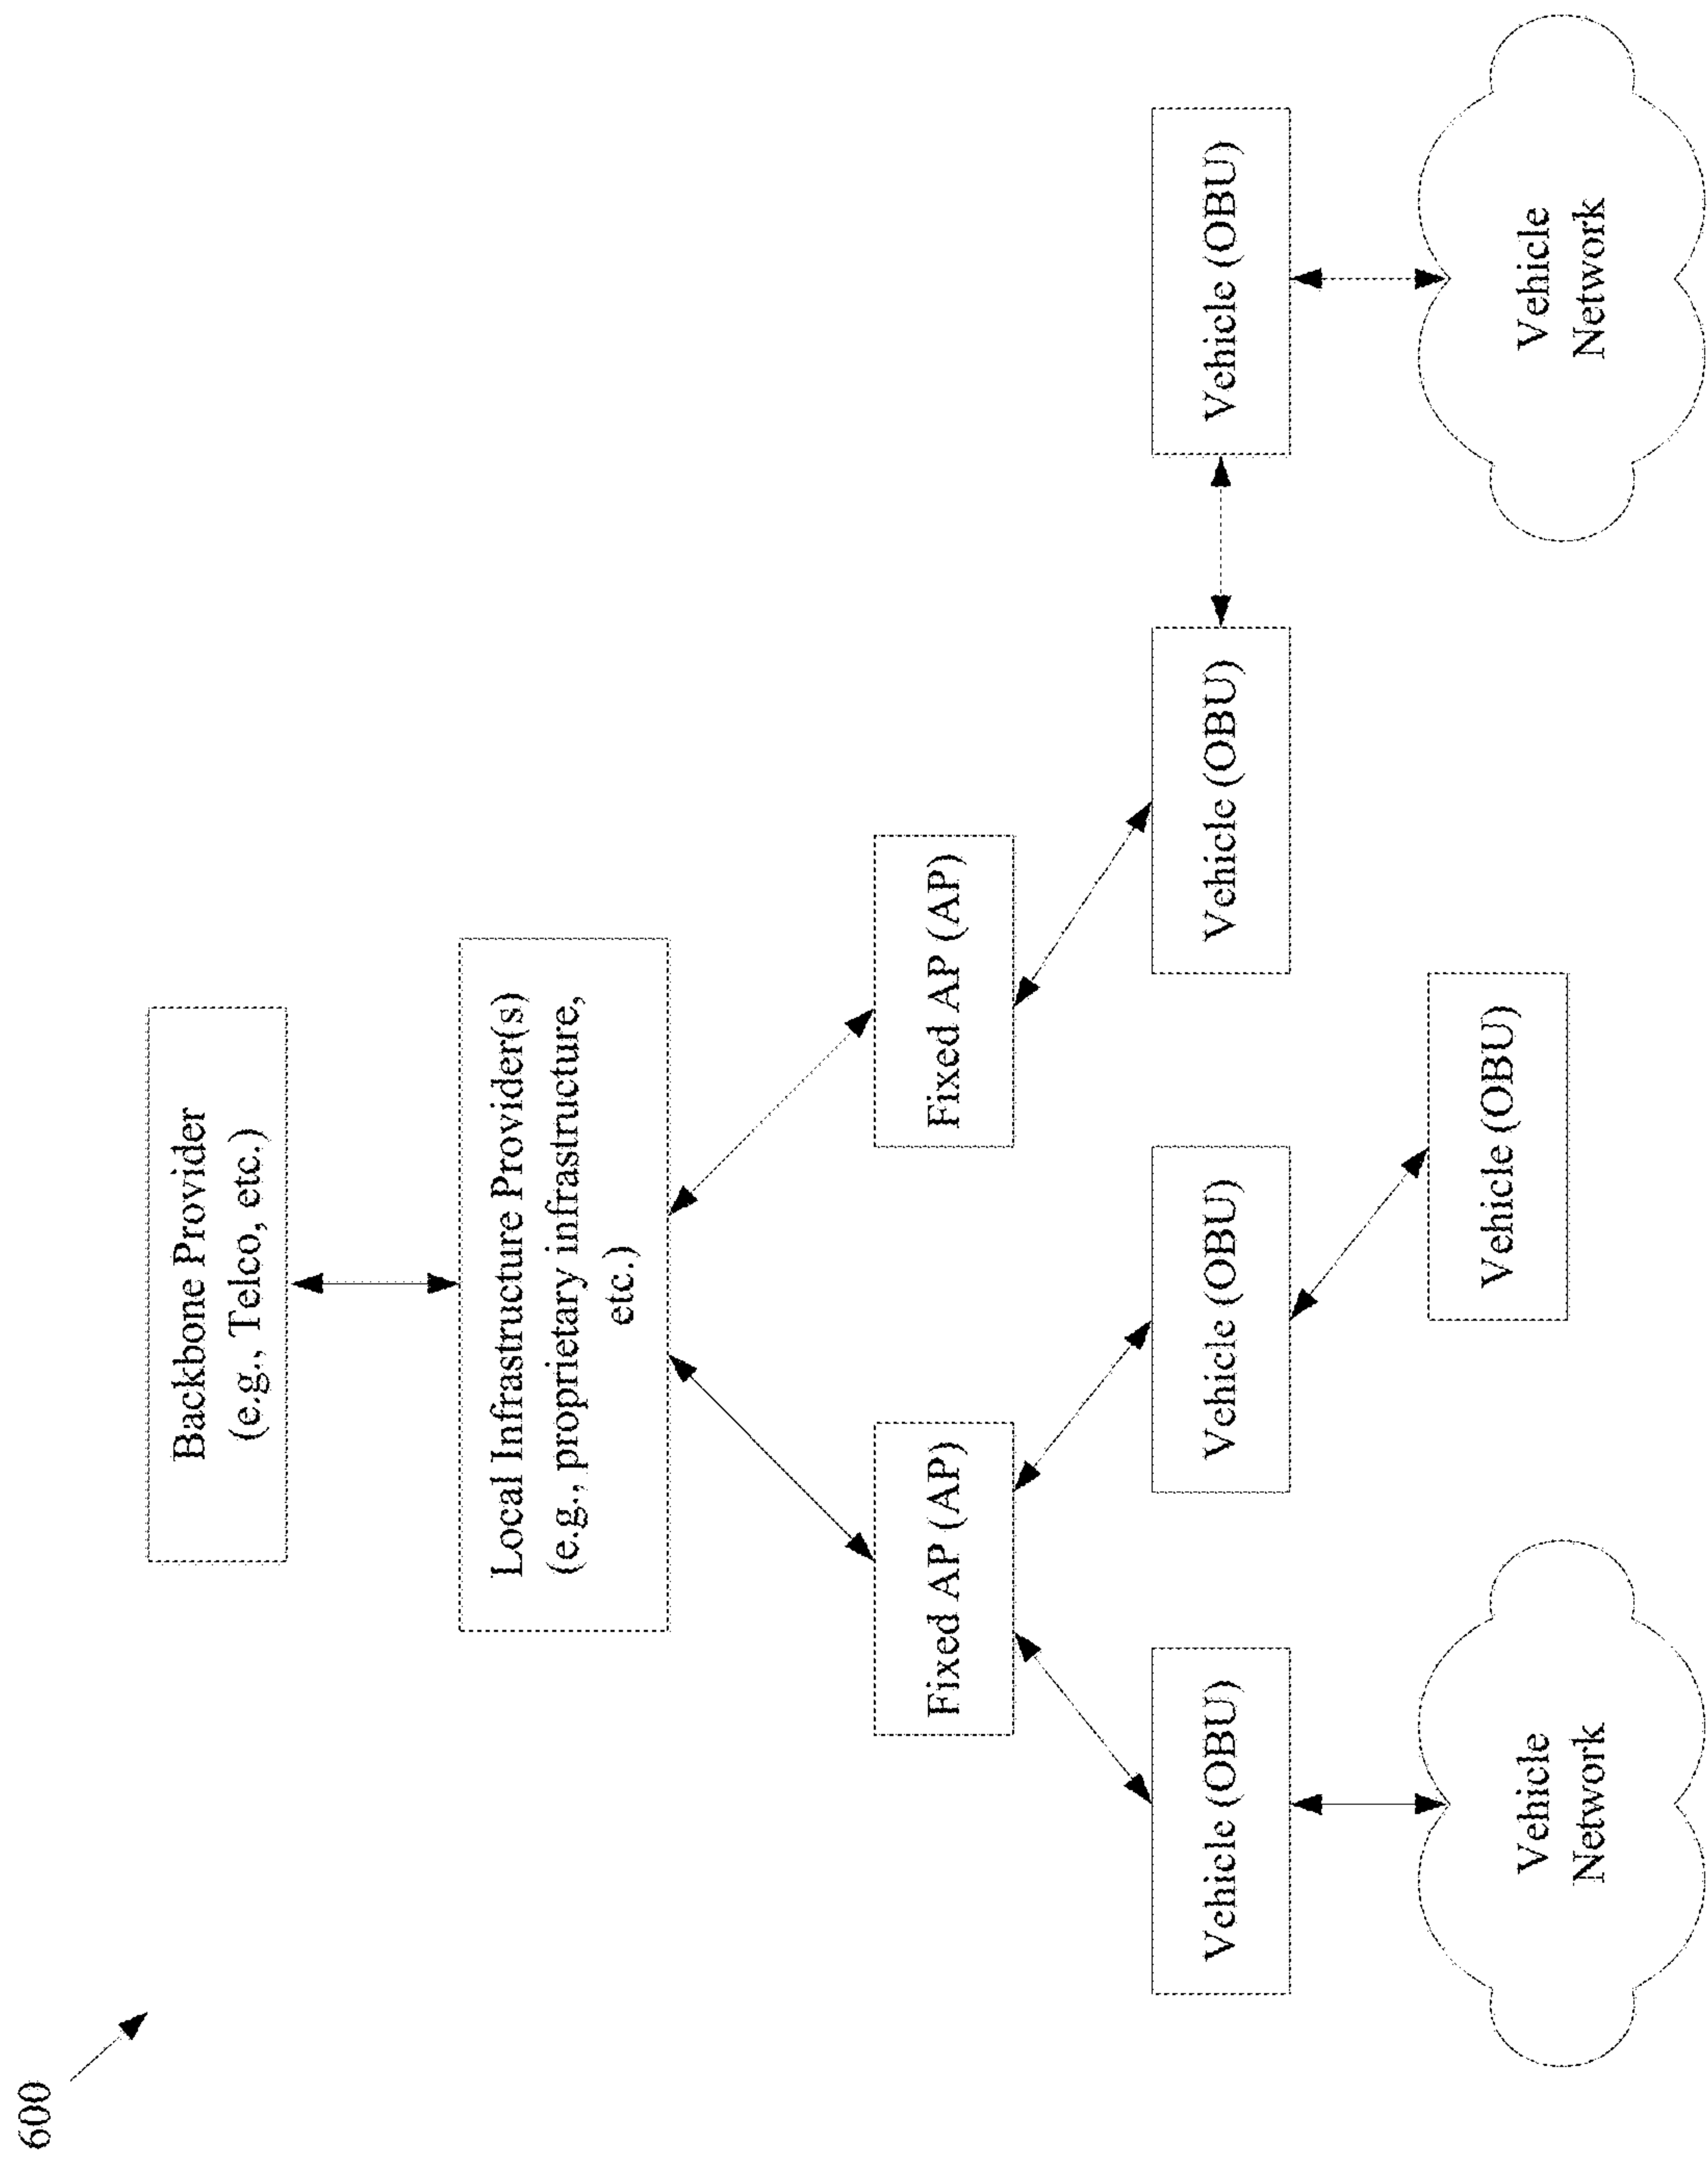 600
Backbone Provider
(e.g., Telco, etc.)
Local Infrastructure Provider(s)
(e.g., proprietary infrastructure,
etc.)
Fixed AP (AP)
Fixed AP (AP)
Vehicle (OBU)
Vehicle (OBU)
Vehicle (OBU)
Vehicle (OBU)
Vehicle (OBU)
Vehicle
Network
Vehicle
Network